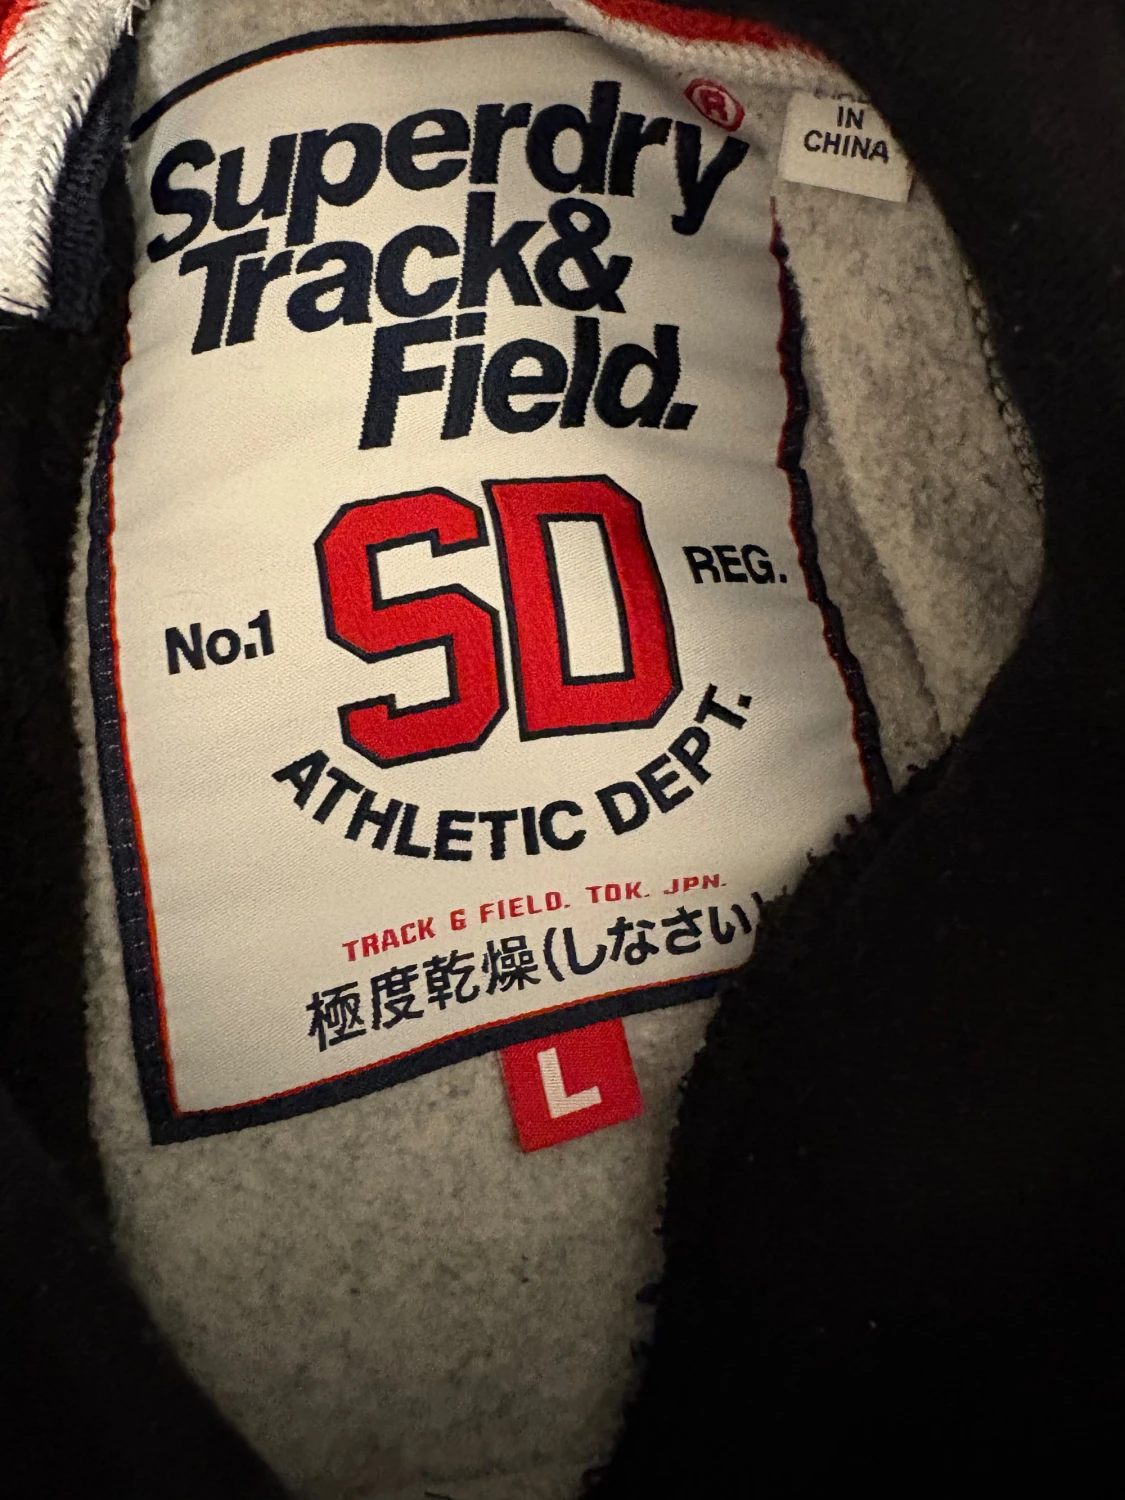 Superdry®
Track&
Field.
IN
CHINA
SD
No.1
REG.
ATHLETIC DEPT.
TRACK & FIELD. TOK. JPN.
極度乾燥(しなさい)
L